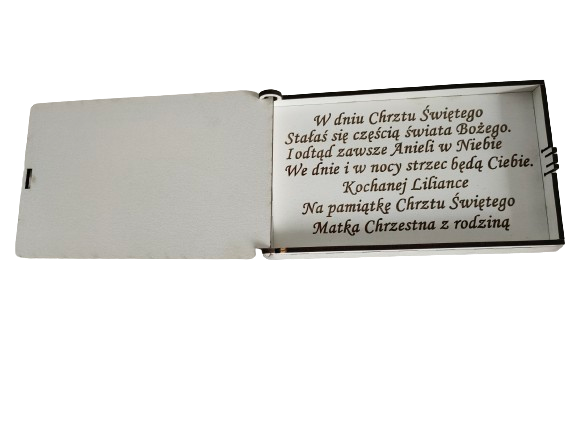 W dniu Chrztu Świętego
Stałaś się częścią świata Bożego.
I odtąd zawsze Anieli w Niebie
We dnie i w nocy strzec będą Ciebie.
Kochanej Liliance
Na pamiątkę Chrztu Świętego
Matka Chrzestna z rodziną